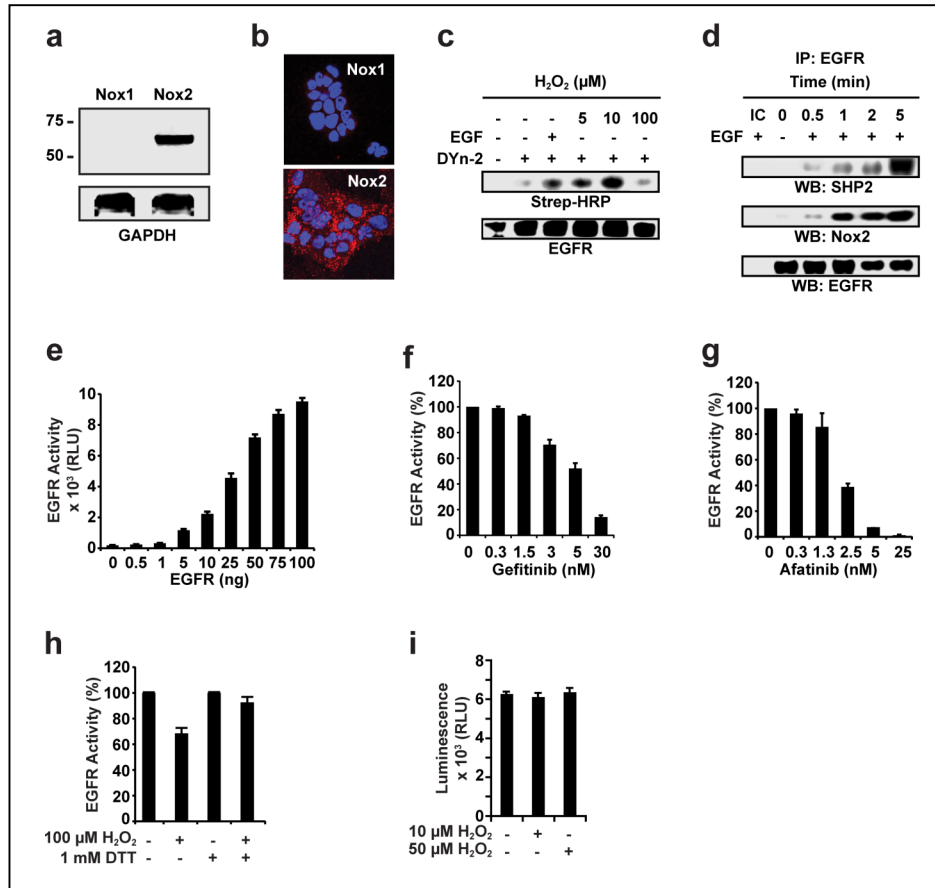 a
Nox1 Nox2
75 -
50 -
GAPDH
b
Nox1
Nox2
c
H₂O₂ (µM)
- - - 5 10 100
EGF - - + - - -
DYn-2 - + + + + +
Strep-HRP
EGFR
d
IP: EGFR
Time (min)
IC 0 0.5 1 2 5
EGF + - + + + +
WB: SHP2
WB: Nox2
WB: EGFR
e
EGFR Activity
x 10³ (RLU)
10
8
6
4
2
0
0 0.5 1 5 10 25 50 75 100
EGFR (ng)
f
EGFR Activity (%)
120
100
80
60
40
20
0
0 0.3 1.5 3 5 30
Gefitinib (nM)
g
EGFR Activity (%)
120
100
80
60
40
20
0
0 0.3 1.3 2.5 5 25
Afatinib (nM)
h
EGFR Activity (%)
120
100
80
60
40
20
0
100 µM H₂O₂ - + - +
1 mM DTT - - + +
i
Luminescence
x 10³ (RLU)
8
6
4
2
0
10 µM H₂O₂ - + -
50 µM H₂O₂ - - +